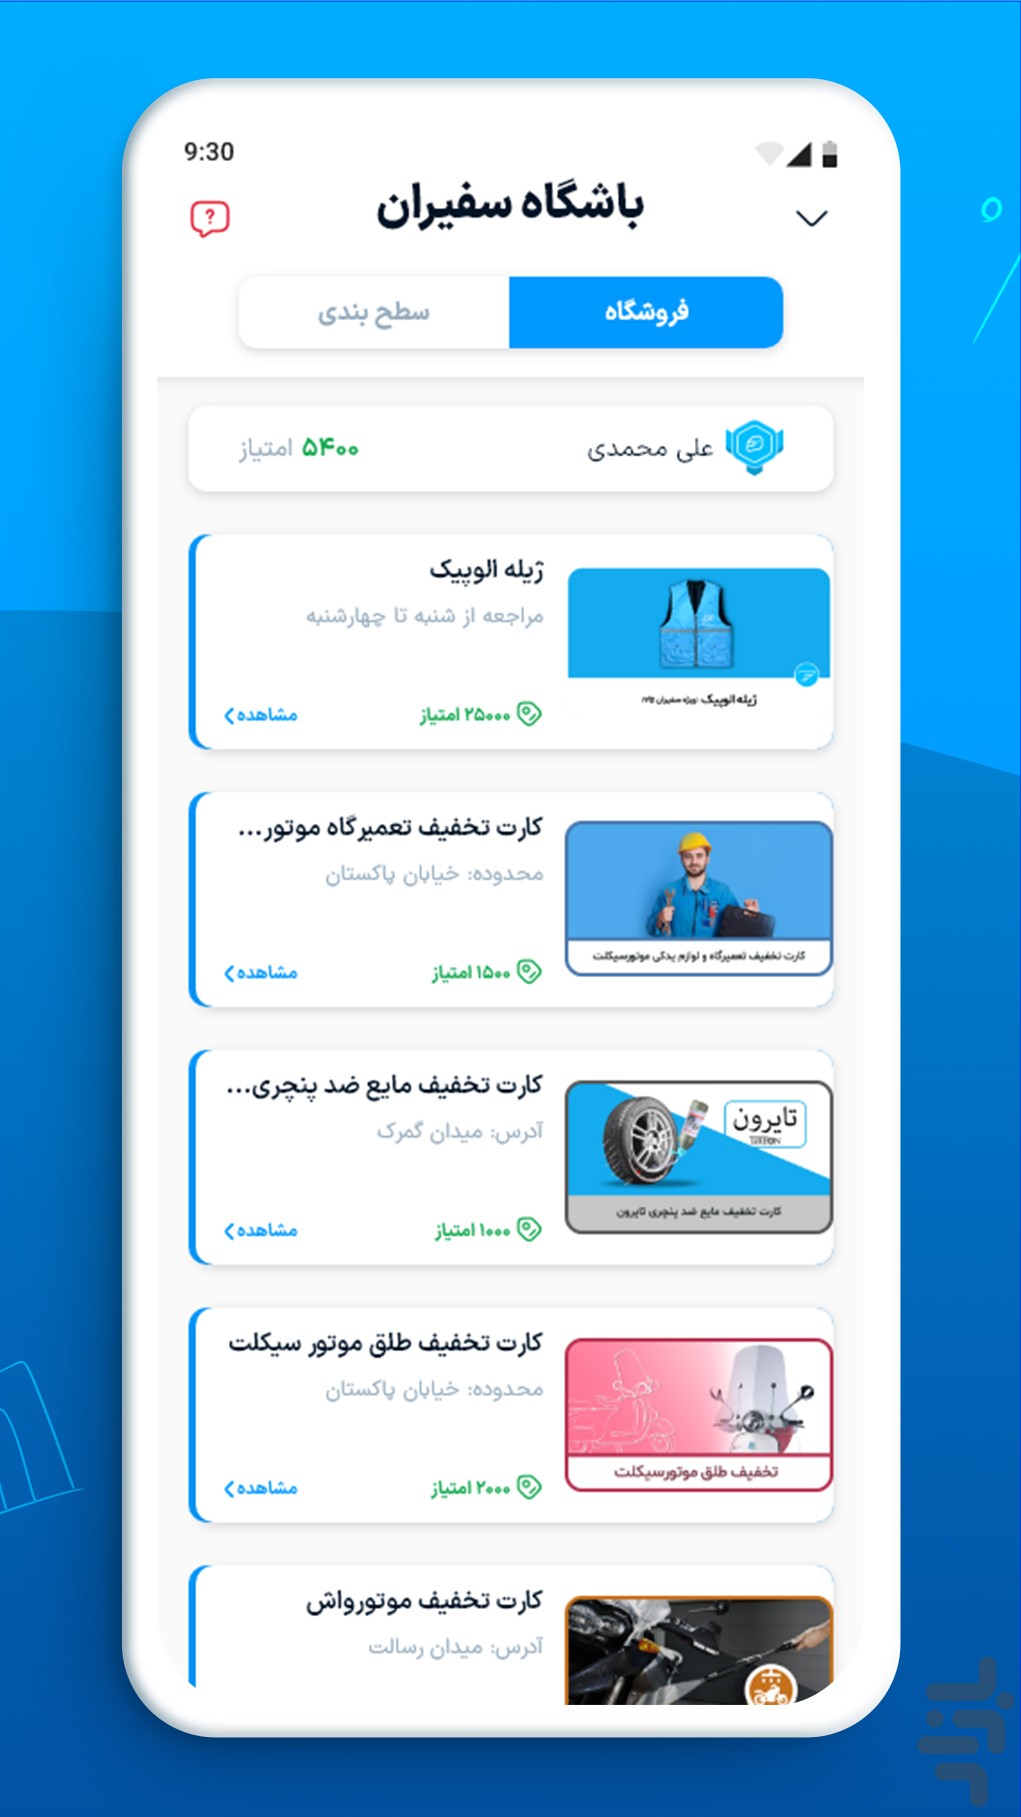 9:30
باشگاه سفیران
فروشگاه
سطح بندی
علی محمدی
۵۴۰۰ امتیاز
ژیله الوپیک
مراجعه از شنبه تا چهارشنبه
ژیله الوپیک
۲۵۰۰۰ امتیاز
مشاهده
کارت تخفیف تعمیرگاه موتور...
محدوده: خیابان پاکستان
کارت تخفیف تعمیرگاه و لوازم یدکی موتورسیکلت
۱۵۰۰ امتیاز
مشاهده
کارت تخفیف مایع ضد پنچری...
آدرس: میدان گمرک
تایرون
کارت تخفیف مایع ضد پنچری تایرون
۱۰۰۰ امتیاز
مشاهده
کارت تخفیف طلق موتور سیکلت
محدوده: خیابان پاکستان
تخفیف طلق موتورسیکلت
۲۰۰۰ امتیاز
مشاهده
کارت تخفیف موتورواش
آدرس: میدان رسالت
بازار